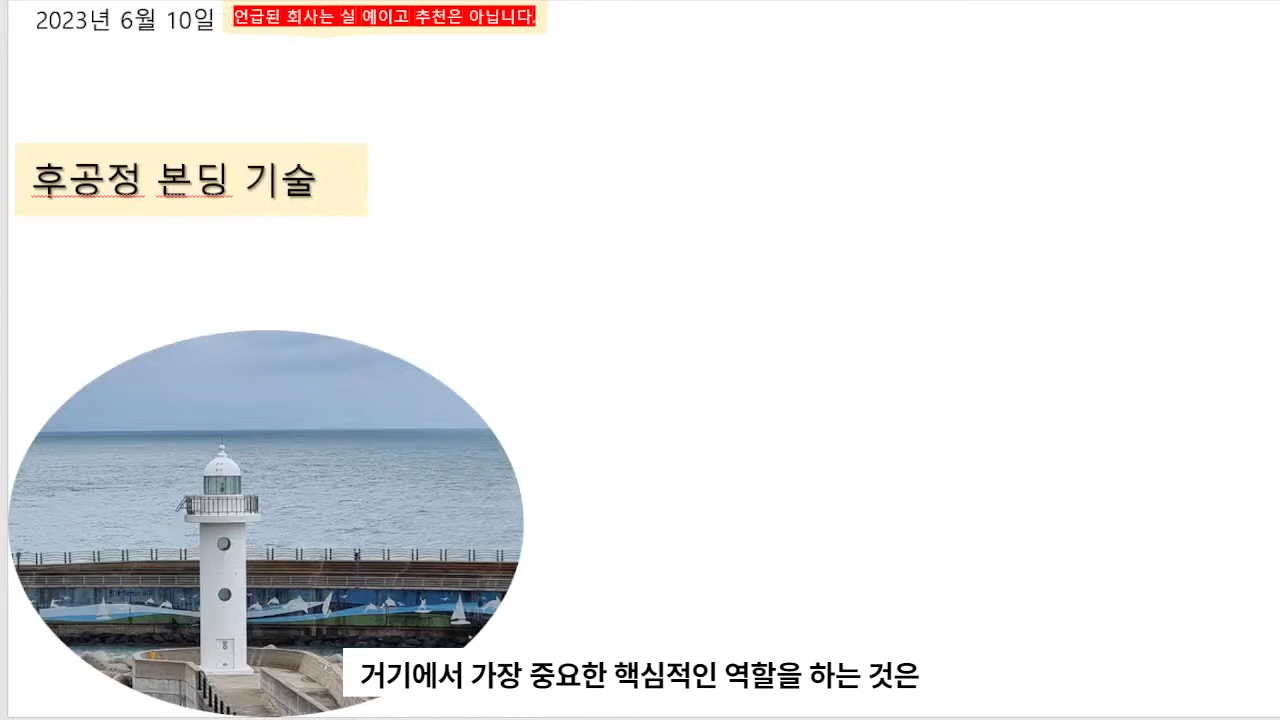 2023년 6월 10일
언급된 회사는 실 예이고 추천은 아닙니다.
후공정 본딩 기술
거기에서 가장 중요한 핵심적인 역할을 하는 것은